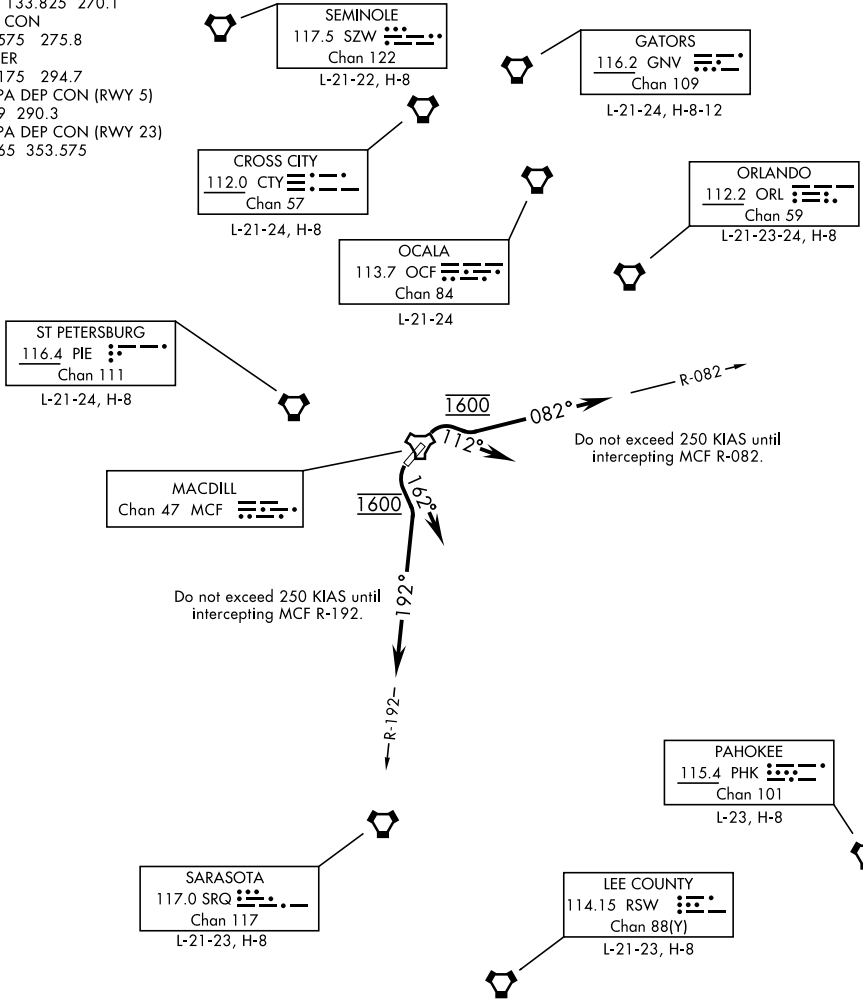 133.825 270.1
CON
575 275.8
ER
175 294.7
PA DEP CON (RWY 5)
9 290.3
PA DEP CON (RWY 23)
65 353.575
SEMINOLE
117.5 SZW
Chan 122
L-21-22, H-8
GATORS
116.2 GNV
Chan 109
L-21-24, H-8-12
CROSS CITY
112.0 CTY
Chan 57
L-21-24, H-8
ORLANDO
112.2 ORL
Chan 59
L-21-23-24, H-8
OCALA
113.7 OCF
Chan 84
L-21-24
ST PETERSBURG
116.4 PIE
Chan 111
L-21-24, H-8
R-082
1600
082°
112°
Do not exceed 250 KIAS until
intercepting MCF R-082.
MACDILL
Chan 47 MCF
1600
162°
192°
Do not exceed 250 KIAS until
intercepting MCF R-192.
R-192
PAHOKEE
115.4 PHK
Chan 101
L-23, H-8
SARASOTA
117.0 SRQ
Chan 117
L-21-23, H-8
LEE COUNTY
114.15 RSW
Chan 88(Y)
L-21-23, H-8